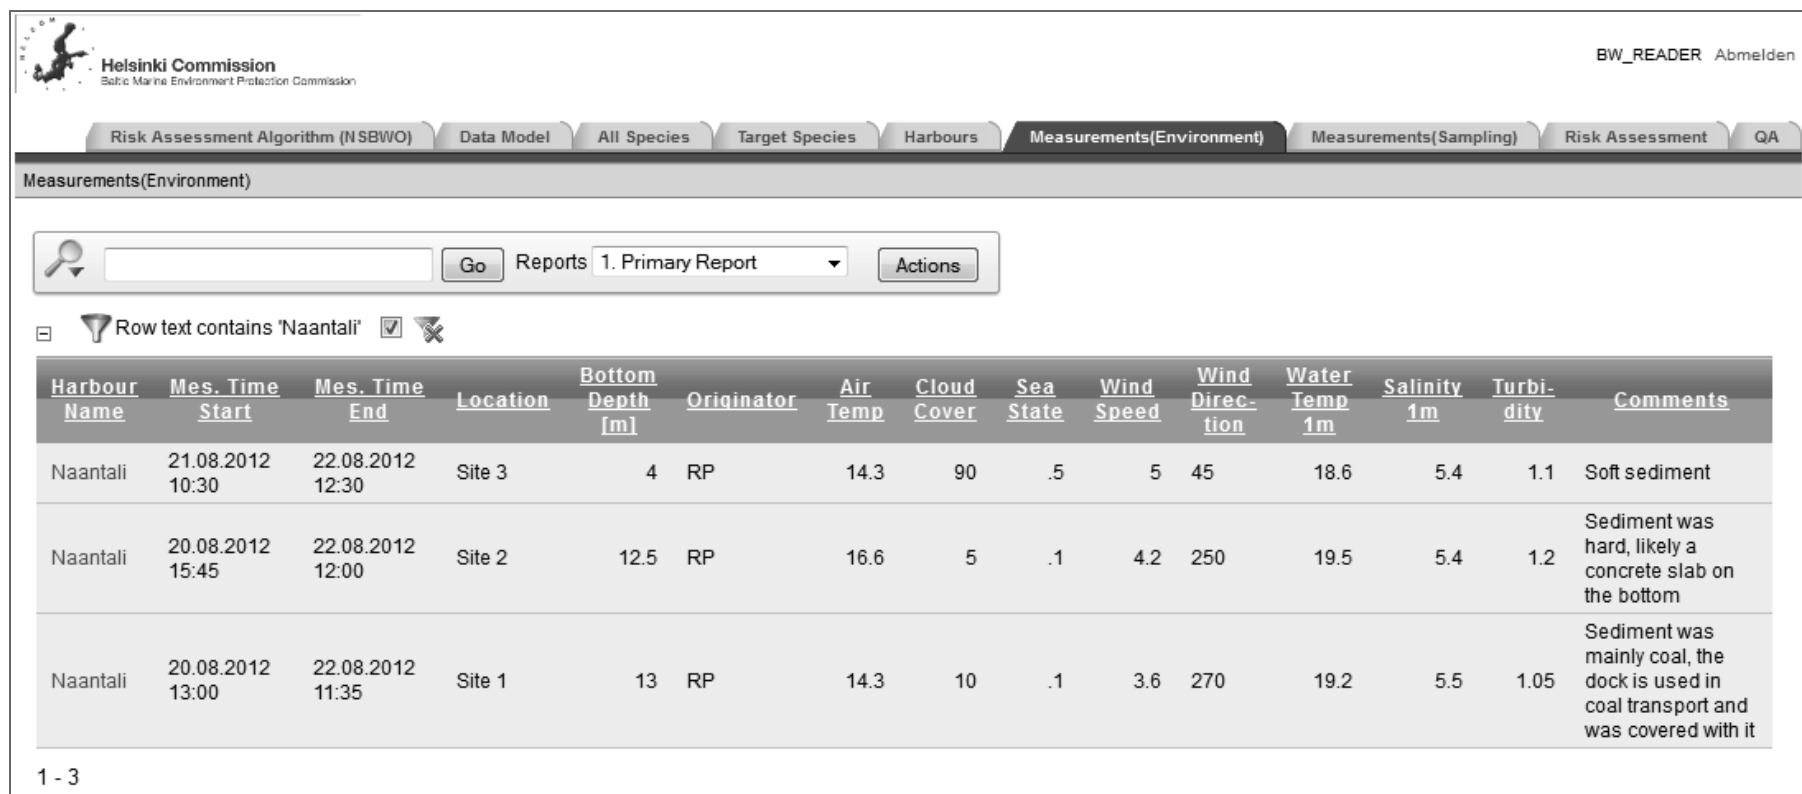 HELCOM
Helsinki Commission
Baltic Marine Environment Protection Commission
BW_READER Abmelden
Risk Assessment Algorithm (NSBWO) Data Model All Species Target Species Harbours Measurements(Environment) Measurements(Sampling) Risk Assessment QA
Measurements(Environment)
Go Reports 1. Primary Report Actions
Row text contains 'Naantali'
Harbour Name Mes. Time Start Mes. Time End Location Bottom Depth [m] Originator Air Temp Cloud Cover Sea State Wind Speed Wind Direc-tion Water Temp 1m Salinity 1m Turbi-dity Comments
Naantali 21.08.2012 10:30 22.08.2012 12:30 Site 3 4 RP 14.3 90 .5 5 45 18.6 5.4 1.1 Soft sediment
Naantali 20.08.2012 15:45 22.08.2012 12:00 Site 2 12.5 RP 16.6 5 .1 4.2 250 19.5 5.4 1.2 Sediment was hard, likely a concrete slab on the bottom
Naantali 20.08.2012 13:00 22.08.2012 11:35 Site 1 13 RP 14.3 10 .1 3.6 270 19.2 5.5 1.05 Sediment was mainly coal, the dock is used in coal transport and was covered with it
1 - 3